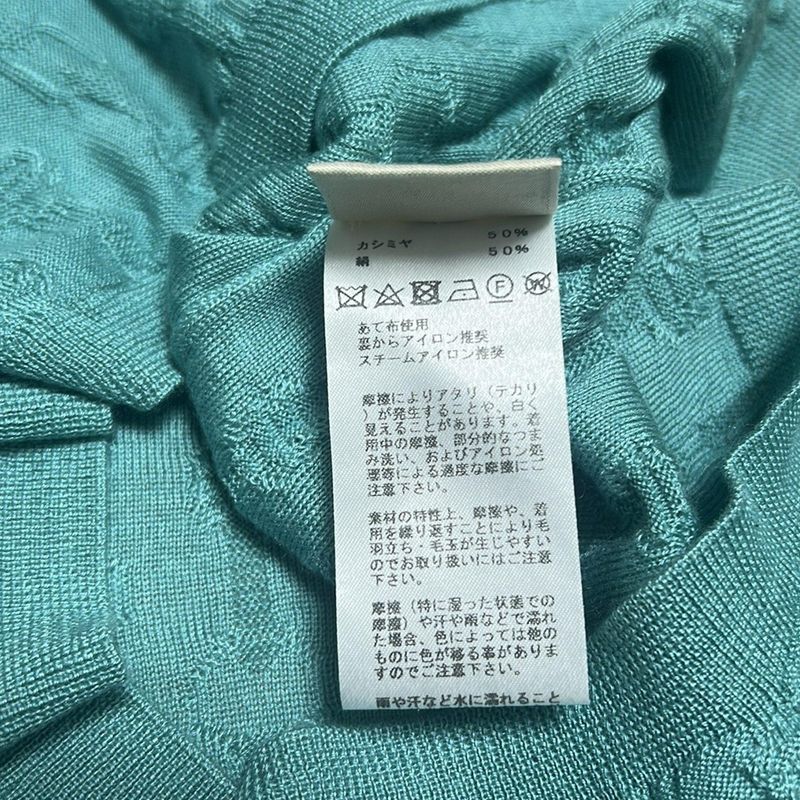 カシミヤ 50%
絹 50%
F W
あて布使用
裏からアイロン推奨
スチームアイロン推奨
摩擦によりアタリ(テカリ
)が発生することや、白く
見えることがあります。着
用中の摩擦、部分的なつま
み洗い、およびアイロン処
理等による過度な摩擦にご
注意下さい。
素材の特性上、摩擦や、着
用を繰り返すことにより毛
羽立ち・毛玉が生じやすい
のでお取り扱いにはご注意
下さい。
摩擦(特に湿った状態での
摩擦)や汗や雨などで濡れ
た場合、色によっては他の
ものに色が移る事がありま
すのでご注意下さい。
雨や汗など水に濡れること